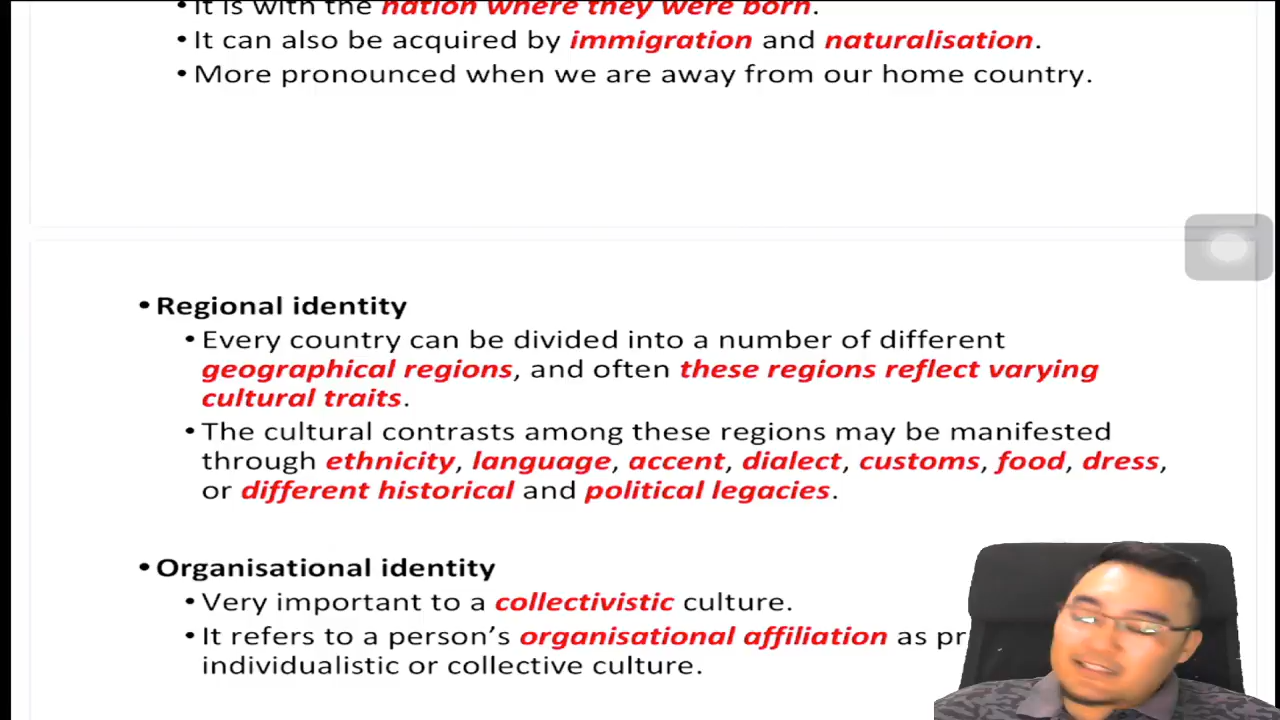 • It is with the nation where they were born.
• It can also be acquired by immigration and naturalisation.
• More pronounced when we are away from our home country.
• Regional identity
• Every country can be divided into a number of different
geographical regions, and often these regions reflect varying
cultural traits.
• The cultural contrasts among these regions may be manifested
through ethnicity, language, accent, dialect, customs, food, dress,
or different historical and political legacies.
• Organisational identity
• Very important to a collectivistic culture.
• It refers to a person’s organisational affiliation as
individualistic or collective culture.